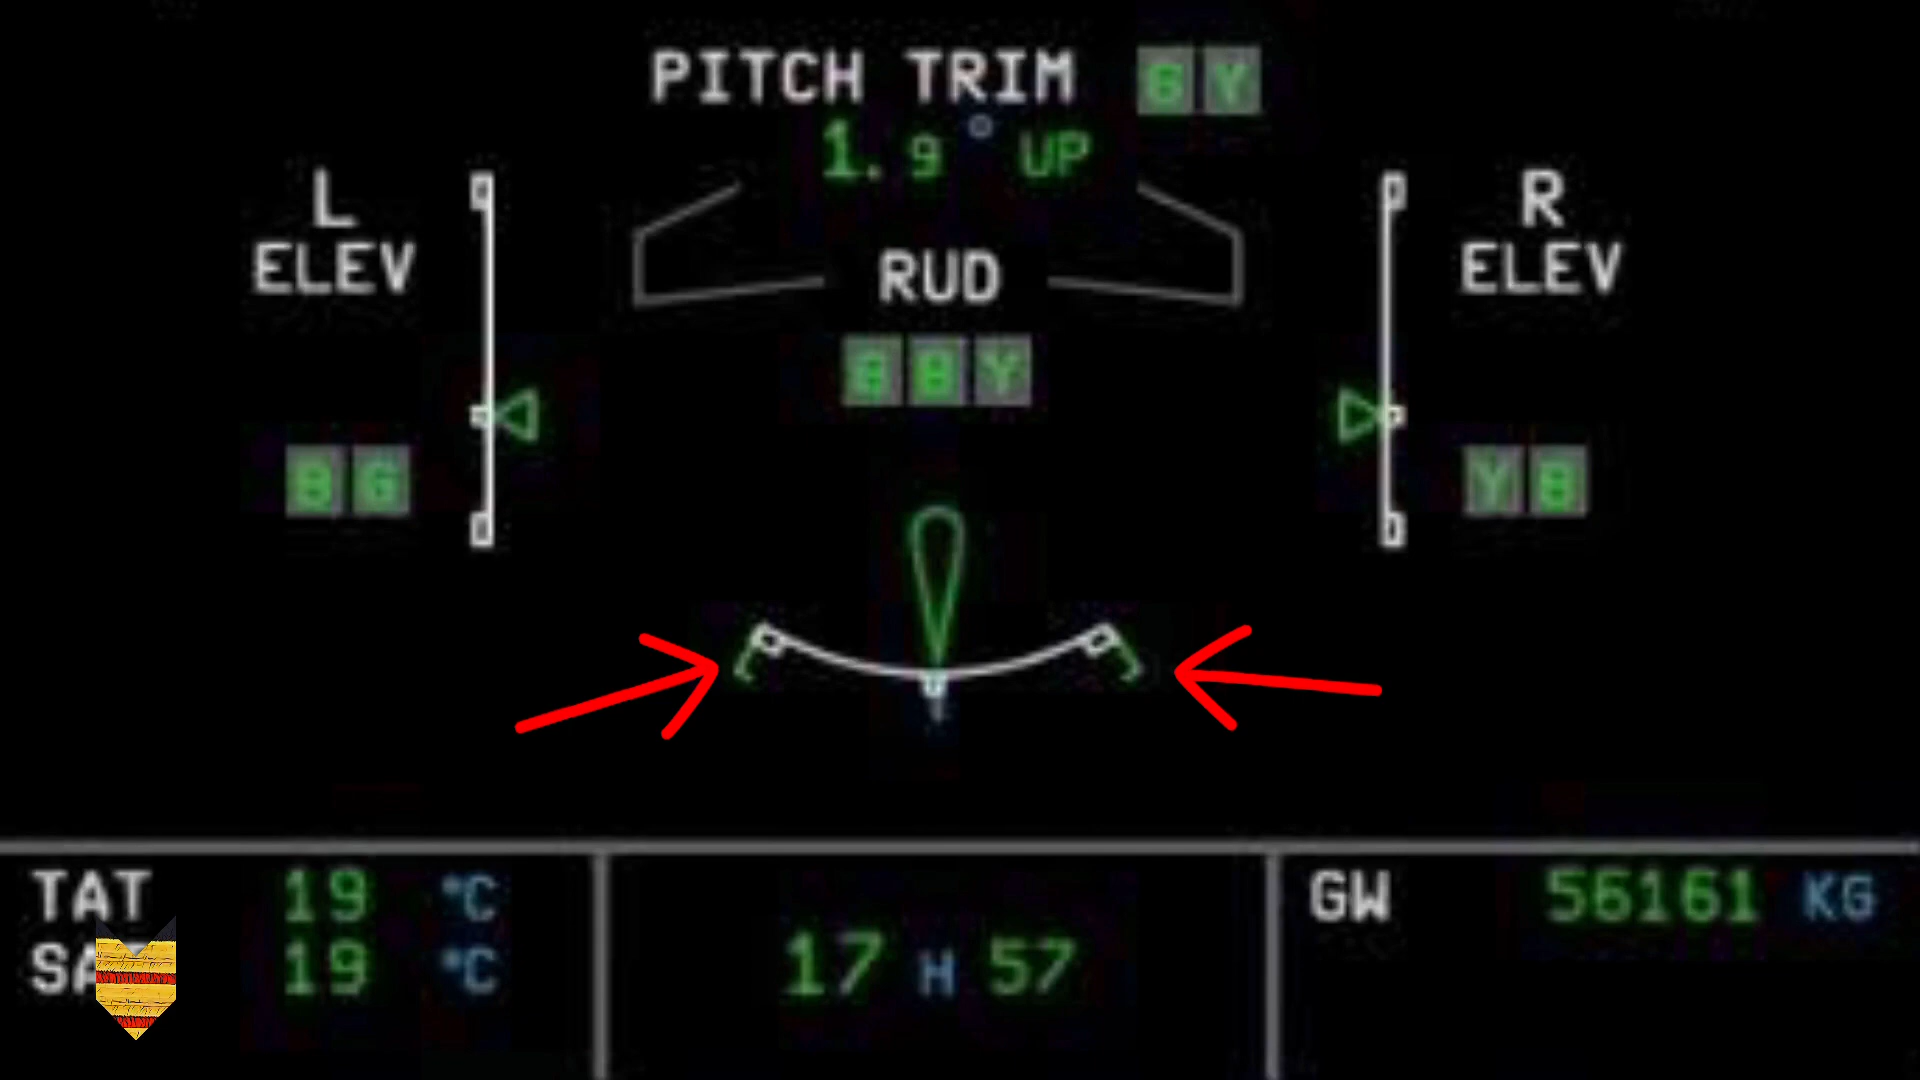 PITCH TRIM G Y
1.9° UP
L
ELEV
R
ELEV
RUD
B G
Y B
TAT 19 °C
19 °C
17 H 57
GW 56161 KG